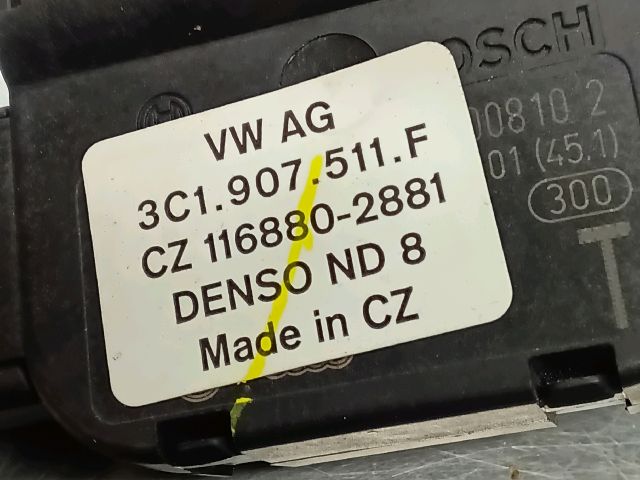 VW AG
3C1.907.511.F
CZ 116880-2881
DENSO ND 8
Made in CZ
OSCH
00810 2
01 (45.1)
300
T